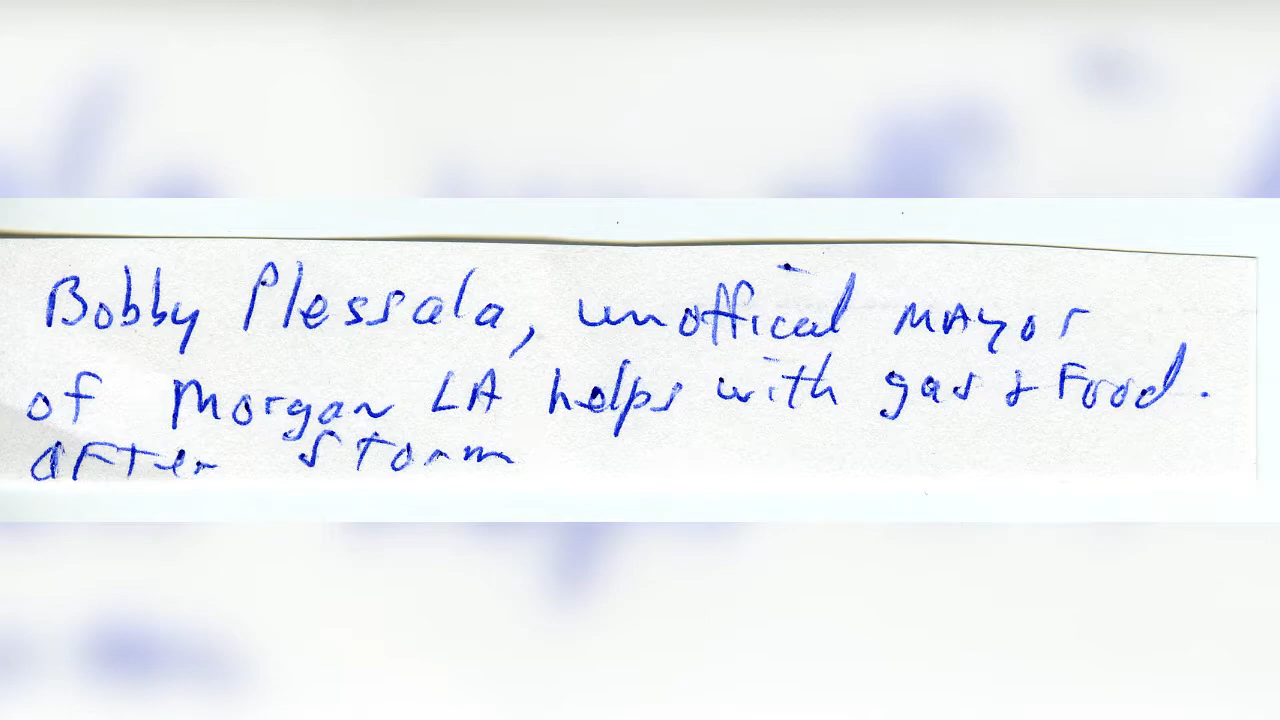 Bobby Plessala, unoffical MAyor
of Morgan LA helps with gas & Food.
after storm